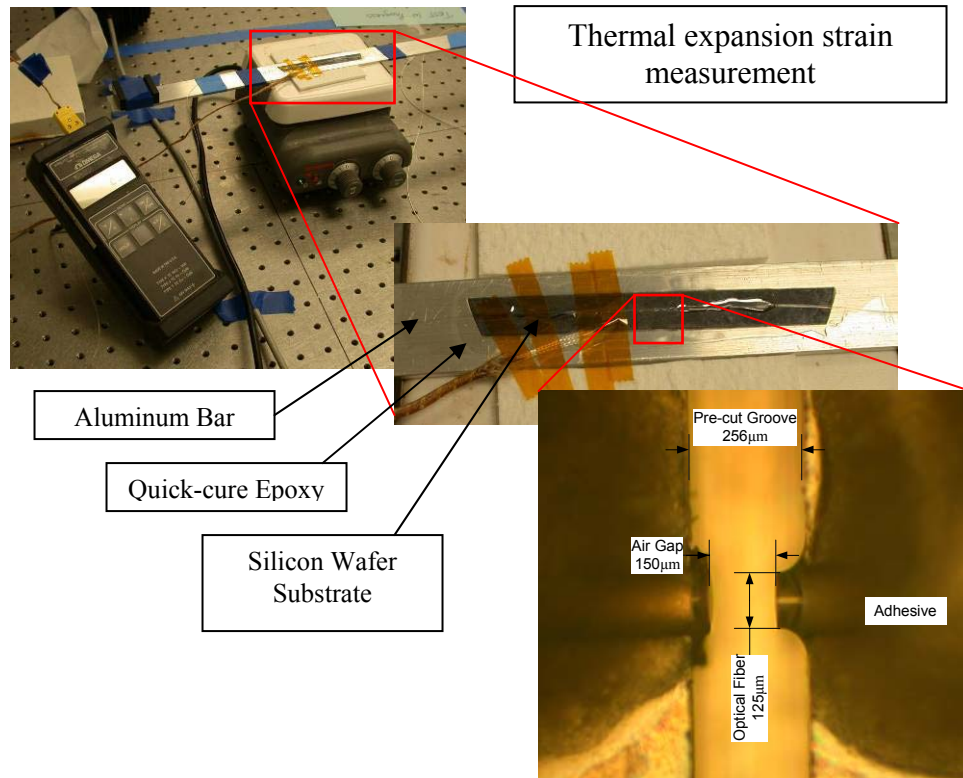 Thermal expansion strain
measurement
Aluminum Bar
Quick-cure Epoxy
Silicon Wafer
Substrate
Pre-cut Groove
256μm
Air Gap
150μm
Adhesive
Optical Fiber
125μm